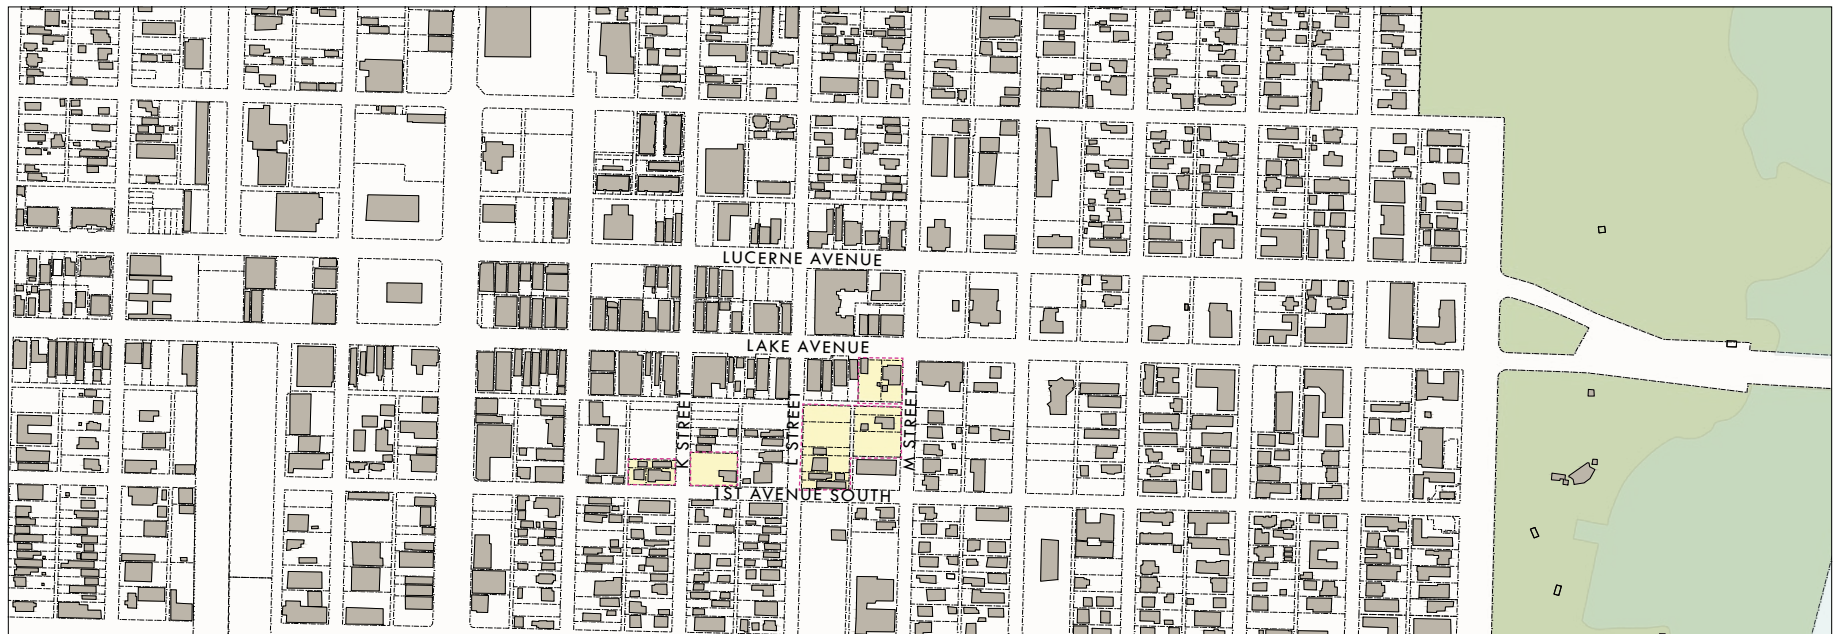 LUCERNE AVENUE
LAKE AVENUE
K STREET
L STREET
M STREET
1ST AVENUE SOUTH